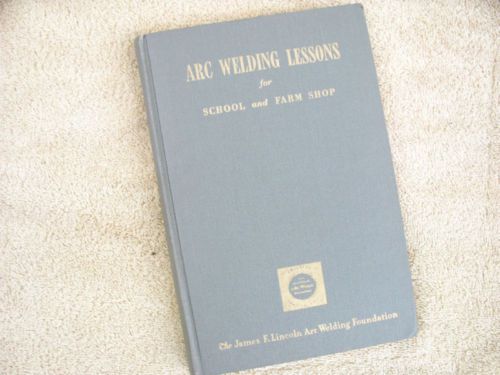 ARC WELDING LESSONS
for
SCHOOL and FARM SHOP
The James F. Lincoln Arc Welding Foundation